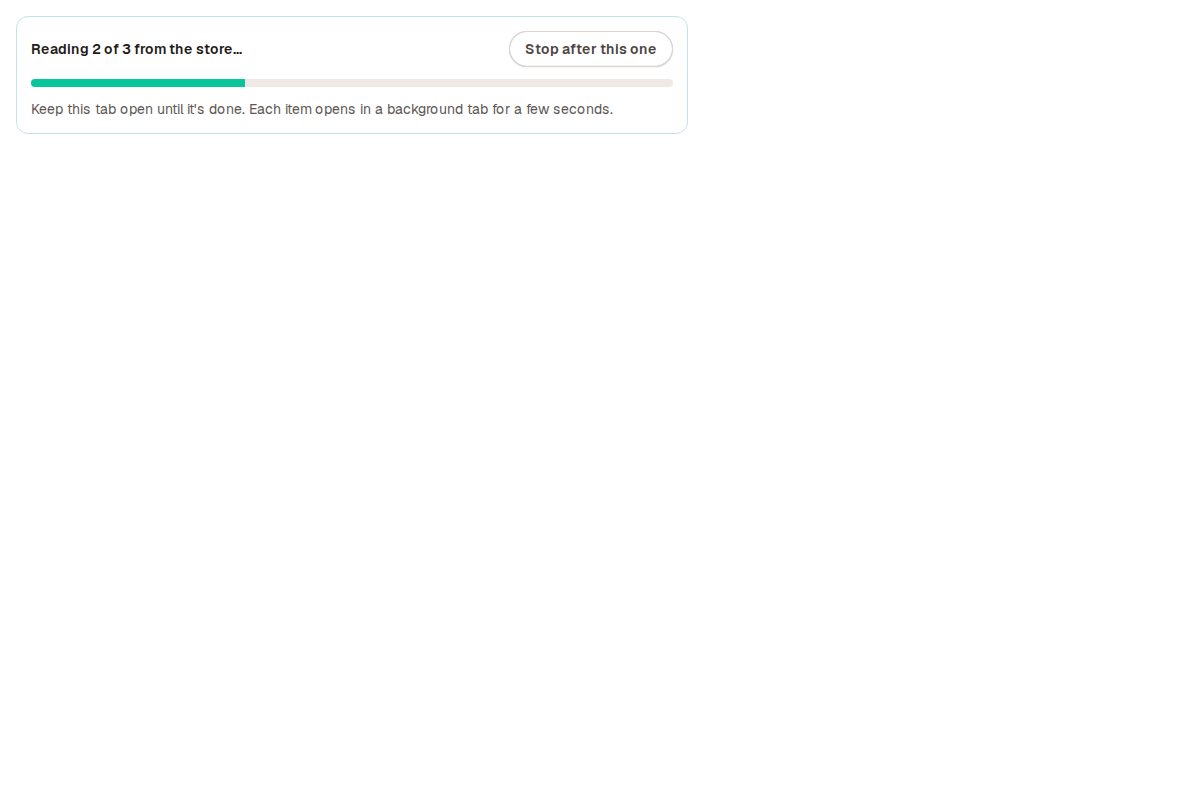 Reading 2 of 3 from the store…
Stop after this one
Keep this tab open until it's done. Each item opens in a background tab for a few seconds.